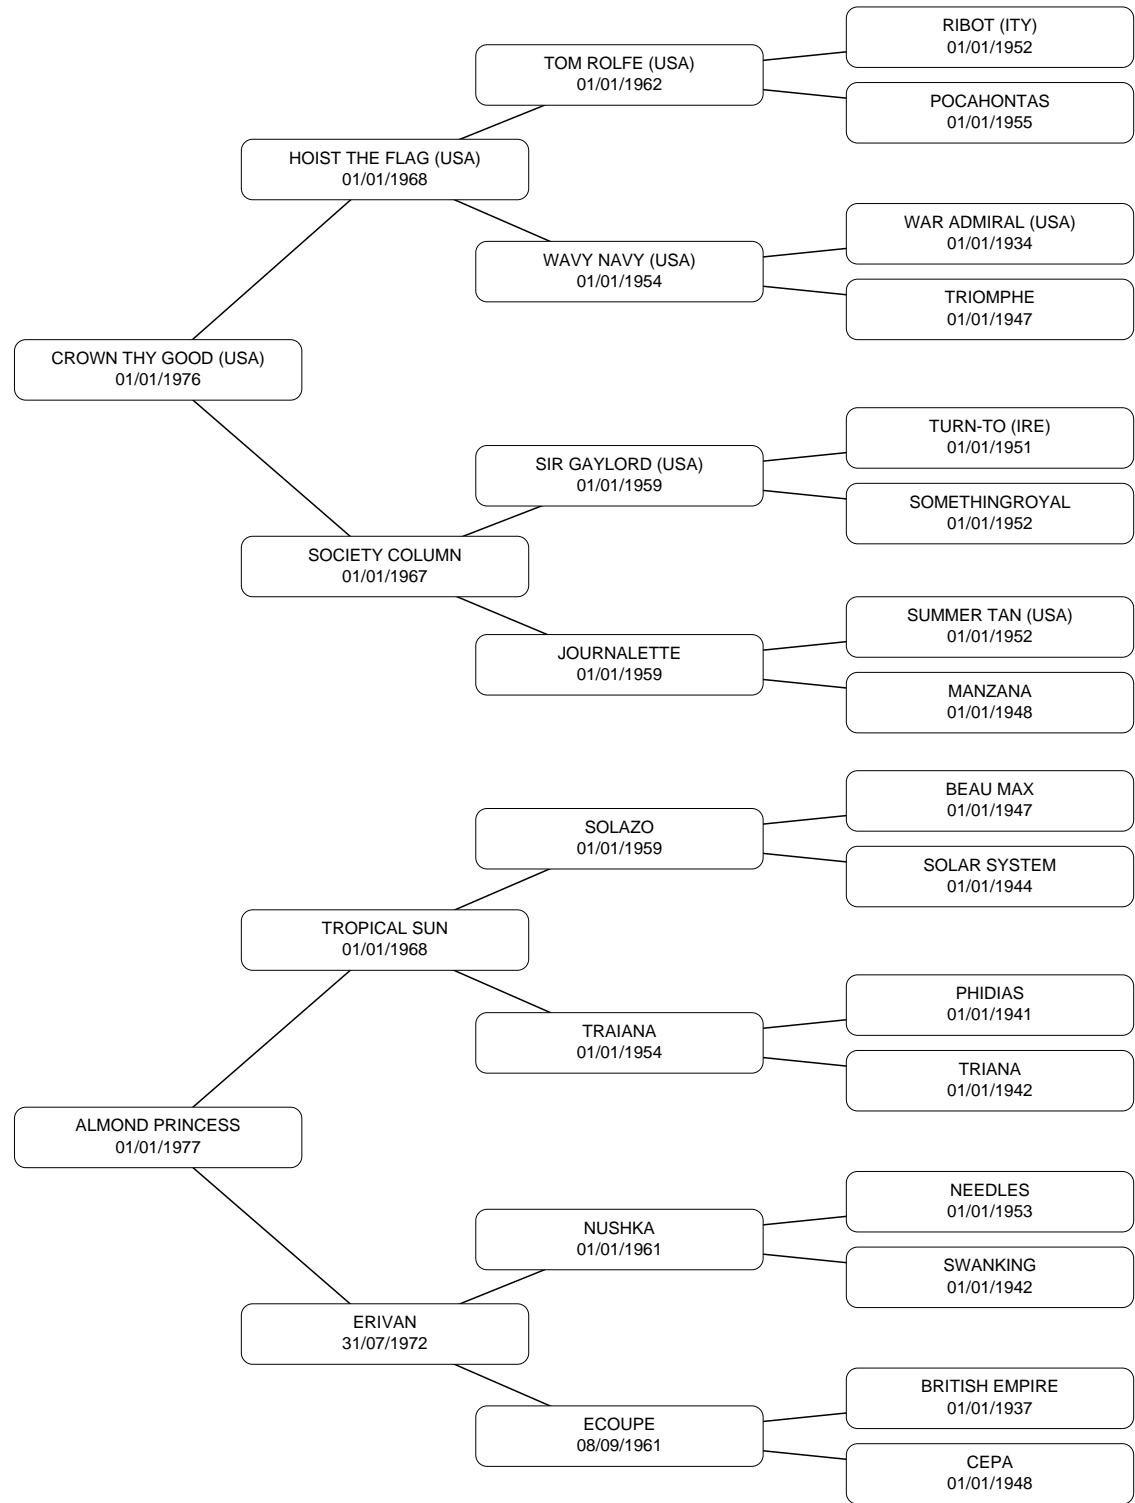 RIBOT (ITY)
01/01/1952
TOM ROLFE (USA)
01/01/1962
POCAHONTAS
01/01/1955
HOIST THE FLAG (USA)
01/01/1968
WAR ADMIRAL (USA)
01/01/1934
WAVY NAVY (USA)
01/01/1954
TRIOMPHE
01/01/1947
CROWN THY GOOD (USA)
01/01/1976
TURN-TO (IRE)
01/01/1951
SIR GAYLORD (USA)
01/01/1959
SOMETHINGROYAL
01/01/1952
SOCIETY COLUMN
01/01/1967
SUMMER TAN (USA)
01/01/1952
JOURNALETTE
01/01/1959
MANZANA
01/01/1948
BEAU MAX
01/01/1947
SOLAZO
01/01/1959
SOLAR SYSTEM
01/01/1944
TROPICAL SUN
01/01/1968
PHIDIAS
01/01/1941
TRAIANA
01/01/1954
TRIANA
01/01/1942
ALMOND PRINCESS
01/01/1977
NEEDLES
01/01/1953
NUSHKA
01/01/1961
SWANKING
01/01/1942
ERIVAN
31/07/1972
BRITISH EMPIRE
01/01/1937
ECOUPE
08/09/1961
CEPA
01/01/1948